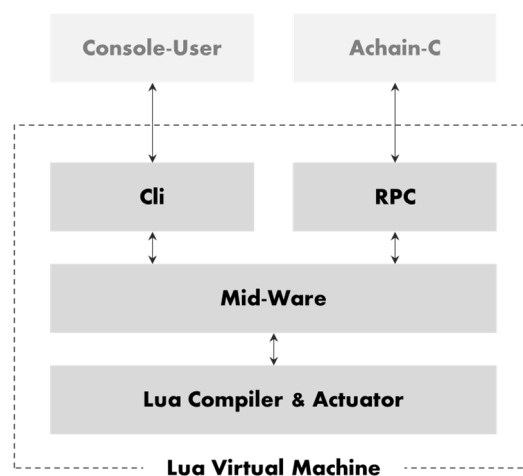 Console-User
Achain-C
Cli
RPC
Mid-Ware
Lua Compiler & Actuator
Lua Virtual Machine